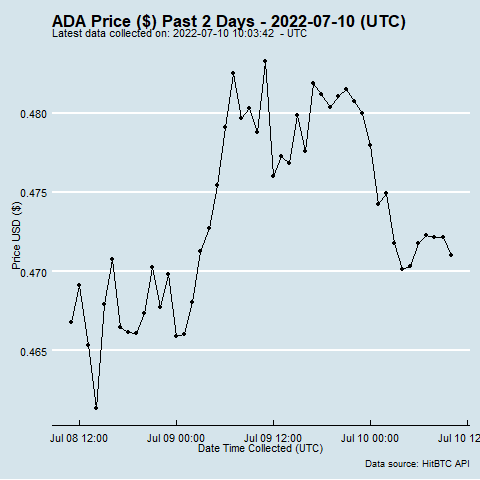 ADA Price ($) Past 2 Days - 2022-07-10 (UTC)
Latest data collected on: 2022-07-10 10:03:42 - UTC
0.480
0.475
0.470
0.465
Price USD ($)
Jul 08 12:00 Jul 09 00:00 Jul 09 12:00 Jul 10 00:00 Jul 10 12
Date Time Collected (UTC)
Data source: HitBTC API